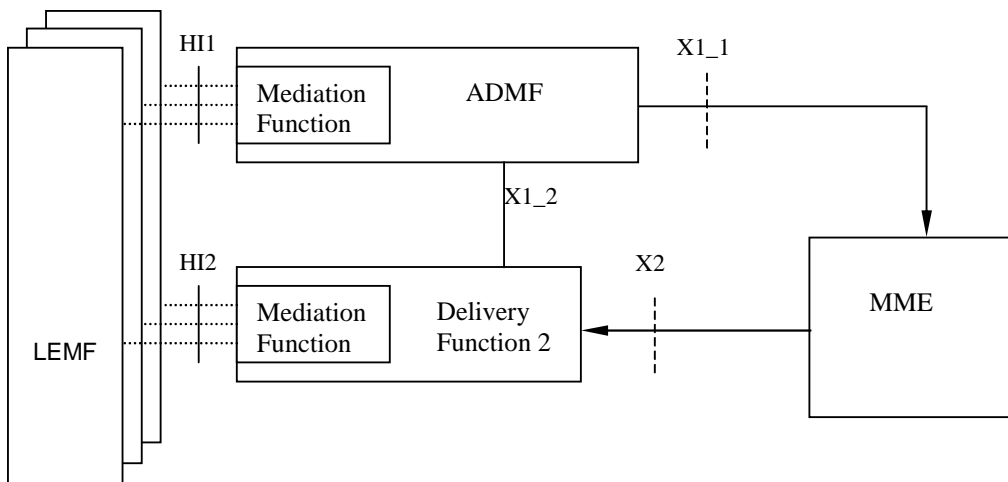 HI1
X1_1
Mediation
Function
ADMF
X1_2
HI2
X2
Mediation
Function
Delivery
Function 2
MME
LEMF